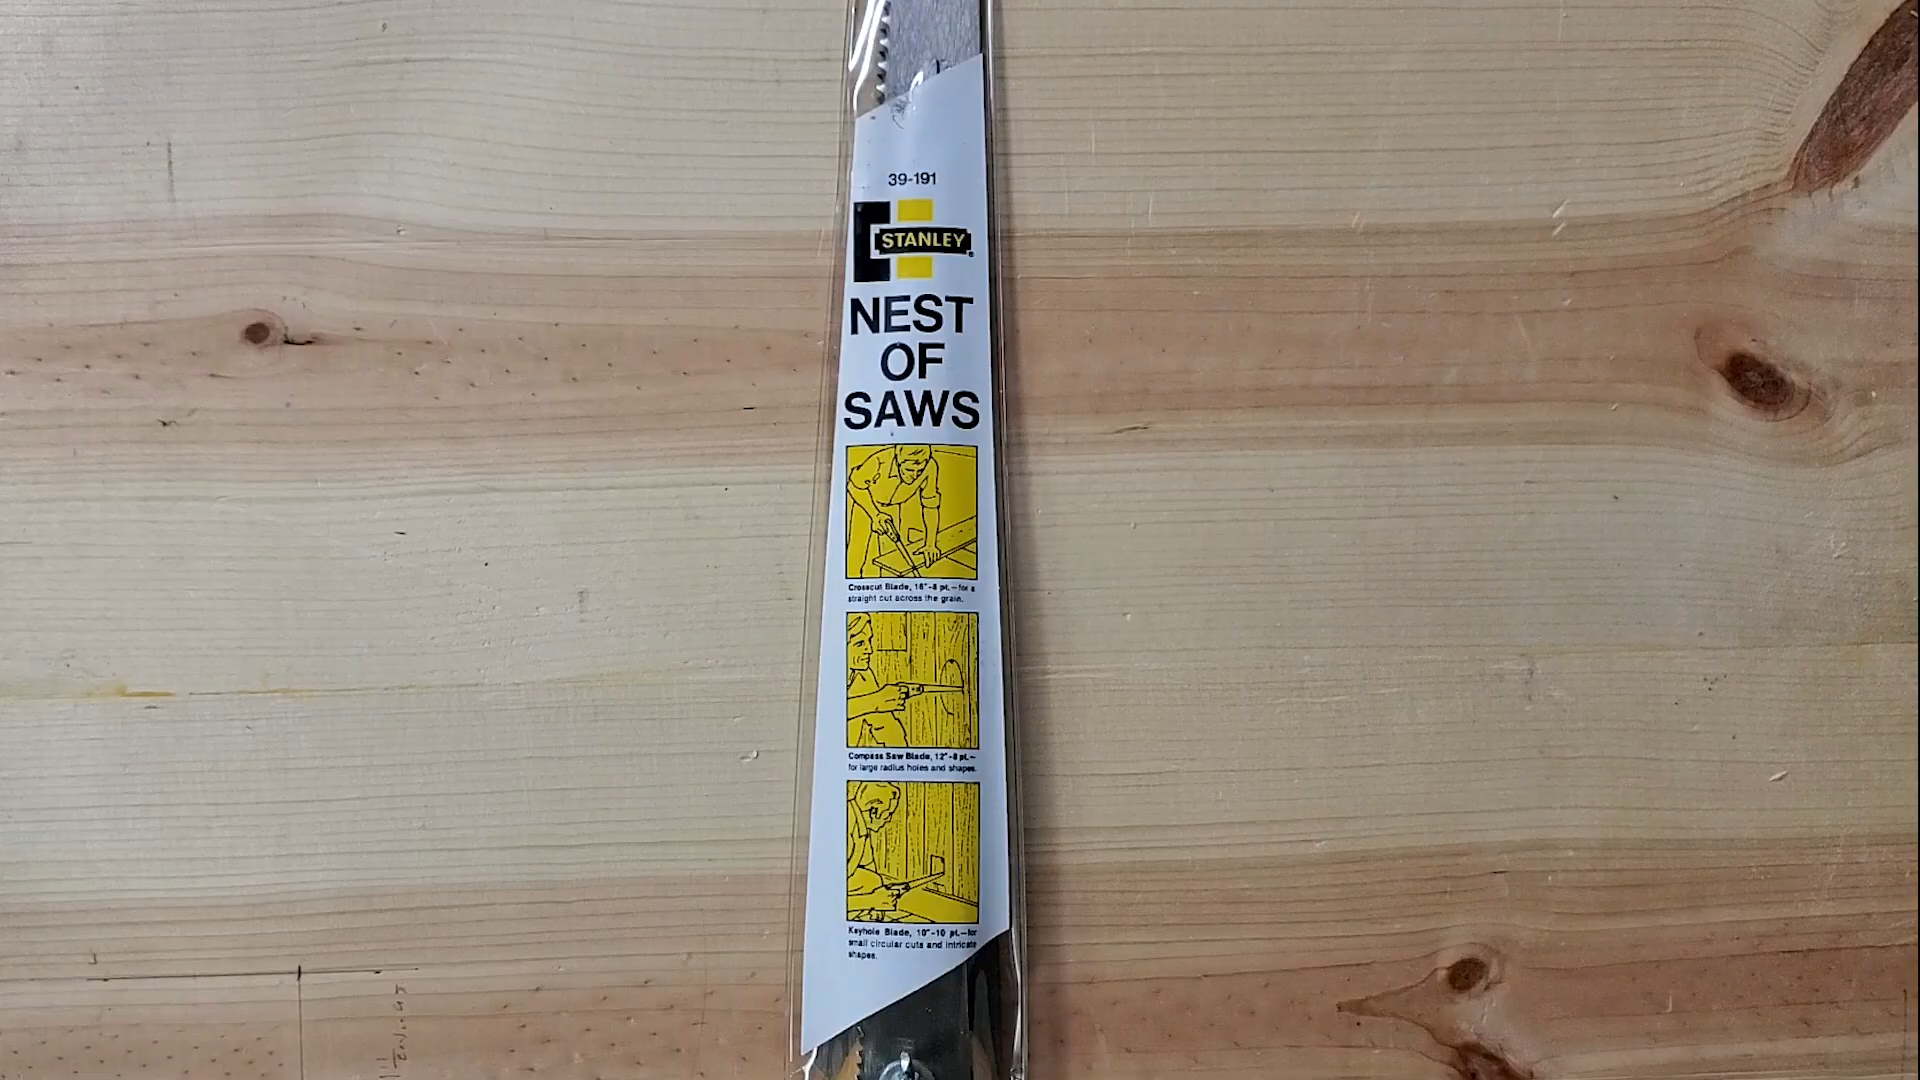 39-191
STANLEY®
NEST
OF
SAWS
Crosscut Blade, 16"-8 pt.—for a
straight cut across the grain.
Compass Saw Blade, 12"-8 pt.—
for large radius holes and shapes.
Keyhole Blade, 10"-10 pt.—for
small circular cuts and intricate
shapes.